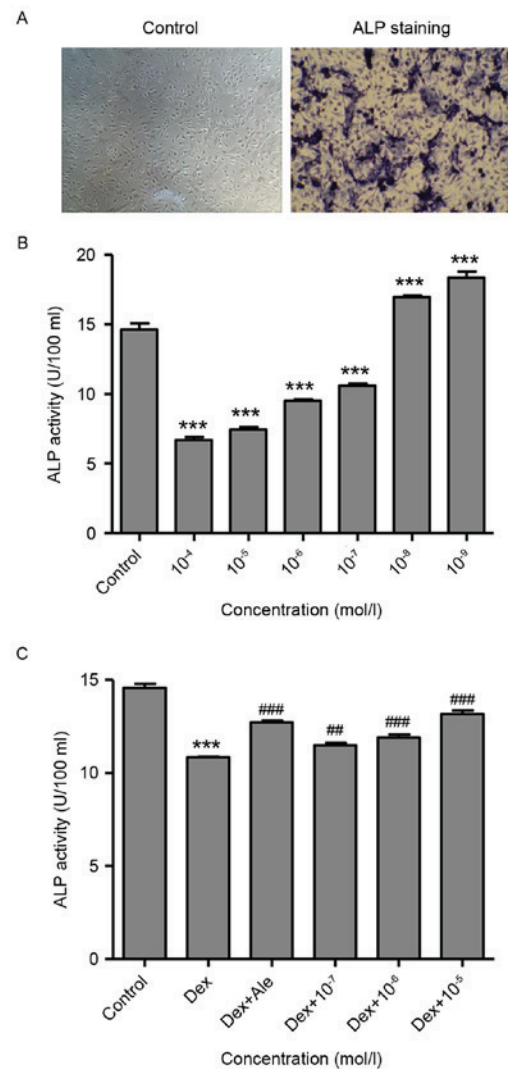 A
Control ALP staining
B
ALP activity (U/100 ml)
20
15
10
5
0
***
***
***
***
***
***
Control 10⁻⁴ 10⁻⁵ 10⁻⁶ 10⁻⁷ 10⁻⁸ 10⁻⁹
Concentration (mol/l)
C
ALP activity (U/100 ml)
15
10
5
0
***
###
##
###
###
Control Dex Dex+Ale Dex+10⁻⁷ Dex+10⁻⁶ Dex+10⁻⁵
Concentration (mol/l)